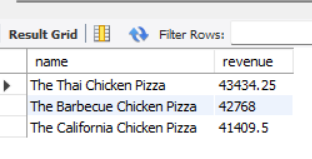 Result Grid Filter Rows:
name revenue
The Thai Chicken Pizza 43434.25
The Barbecue Chicken Pizza 42768
The California Chicken Pizza 41409.5